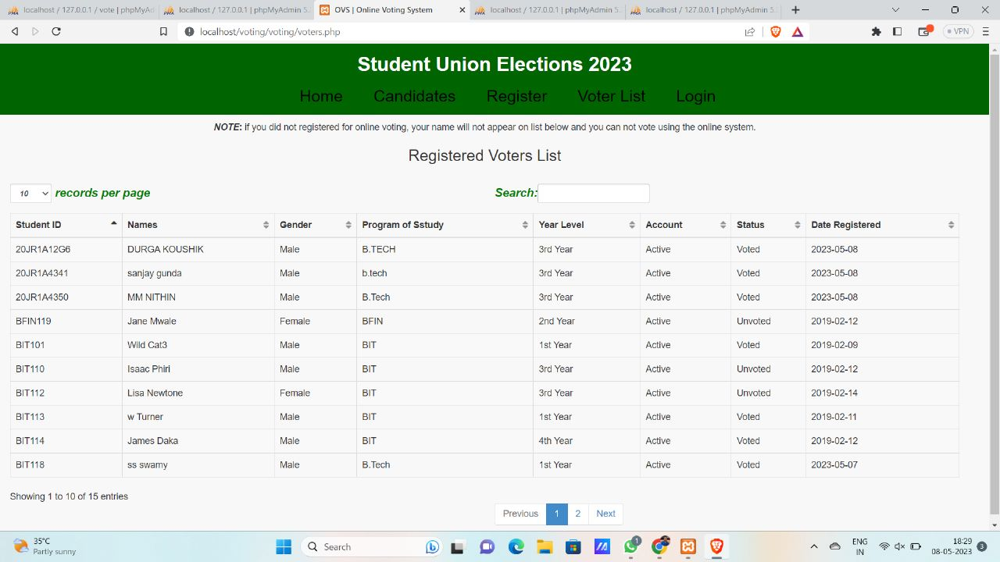 localhost / 127.0.0.1 / vote | phpMyAd localhost / 127.0.0.1 | phpMyAdmin 5. OVS | Online Voting System localhost / 127.0.0.1 | phpMyAdmin 5. localhost / 127.0.0.1 | phpMyAdmin 5.
localhost/voting/voting/voters.php VPN
Student Union Elections 2023
Home Candidates Register Voter List Login
NOTE: if you did not registered for online voting, your name will not appear on list below and you can not vote using the online system.
Registered Voters List
10 records per page Search:
Student ID Names Gender Program of Sstudy Year Level Account Status Date Registered
20JR1A12G6 DURGA KOUSHIK Male B.TECH 3rd Year Active Voted 2023-05-08
20JR1A4341 sanjay gunda Male b.tech 3rd Year Active Voted 2023-05-08
20JR1A4350 MM NITHIN Male B.Tech 3rd Year Active Voted 2023-05-08
BFIN119 Jane Mwale Female BFIN 2nd Year Active Unvoted 2019-02-12
BIT101 Wild Cat3 Male BIT 1st Year Active Voted 2019-02-09
BIT110 Isaac Phiri Male BIT 3rd Year Active Unvoted 2019-02-12
BIT112 Lisa Newtone Female BIT 3rd Year Active Unvoted 2019-02-14
BIT113 w Turner Male BIT 1st Year Active Voted 2019-02-11
BIT114 James Daka Male BIT 4th Year Active Voted 2019-02-12
BIT118 ss swamy Male B.Tech 1st Year Active Voted 2023-05-07
Showing 1 to 10 of 15 entries
Previous 1 2 Next
35°C Search 1 ENG 18:29
Partly sunny IN 08-05-2023 3